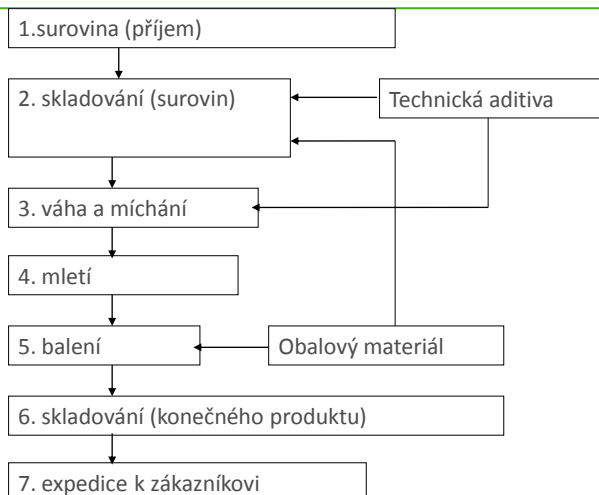 1.surovina (příjem)
2. skladování (surovin)
Technická aditiva
3. váha a míchání
4. mletí
5. balení
Obalový materiál
6. skladování (konečného produktu)
7. expedice k zákazníkovi